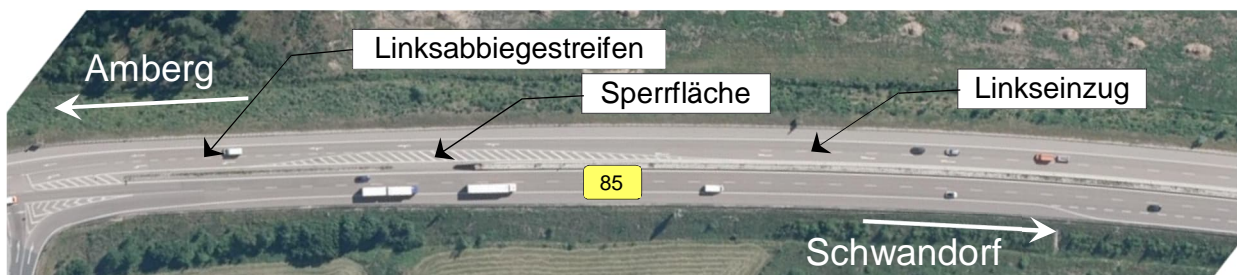 Linksabbiegestreifen
Amberg
Sperrfläche
Linkseinzug
85
Schwandorf